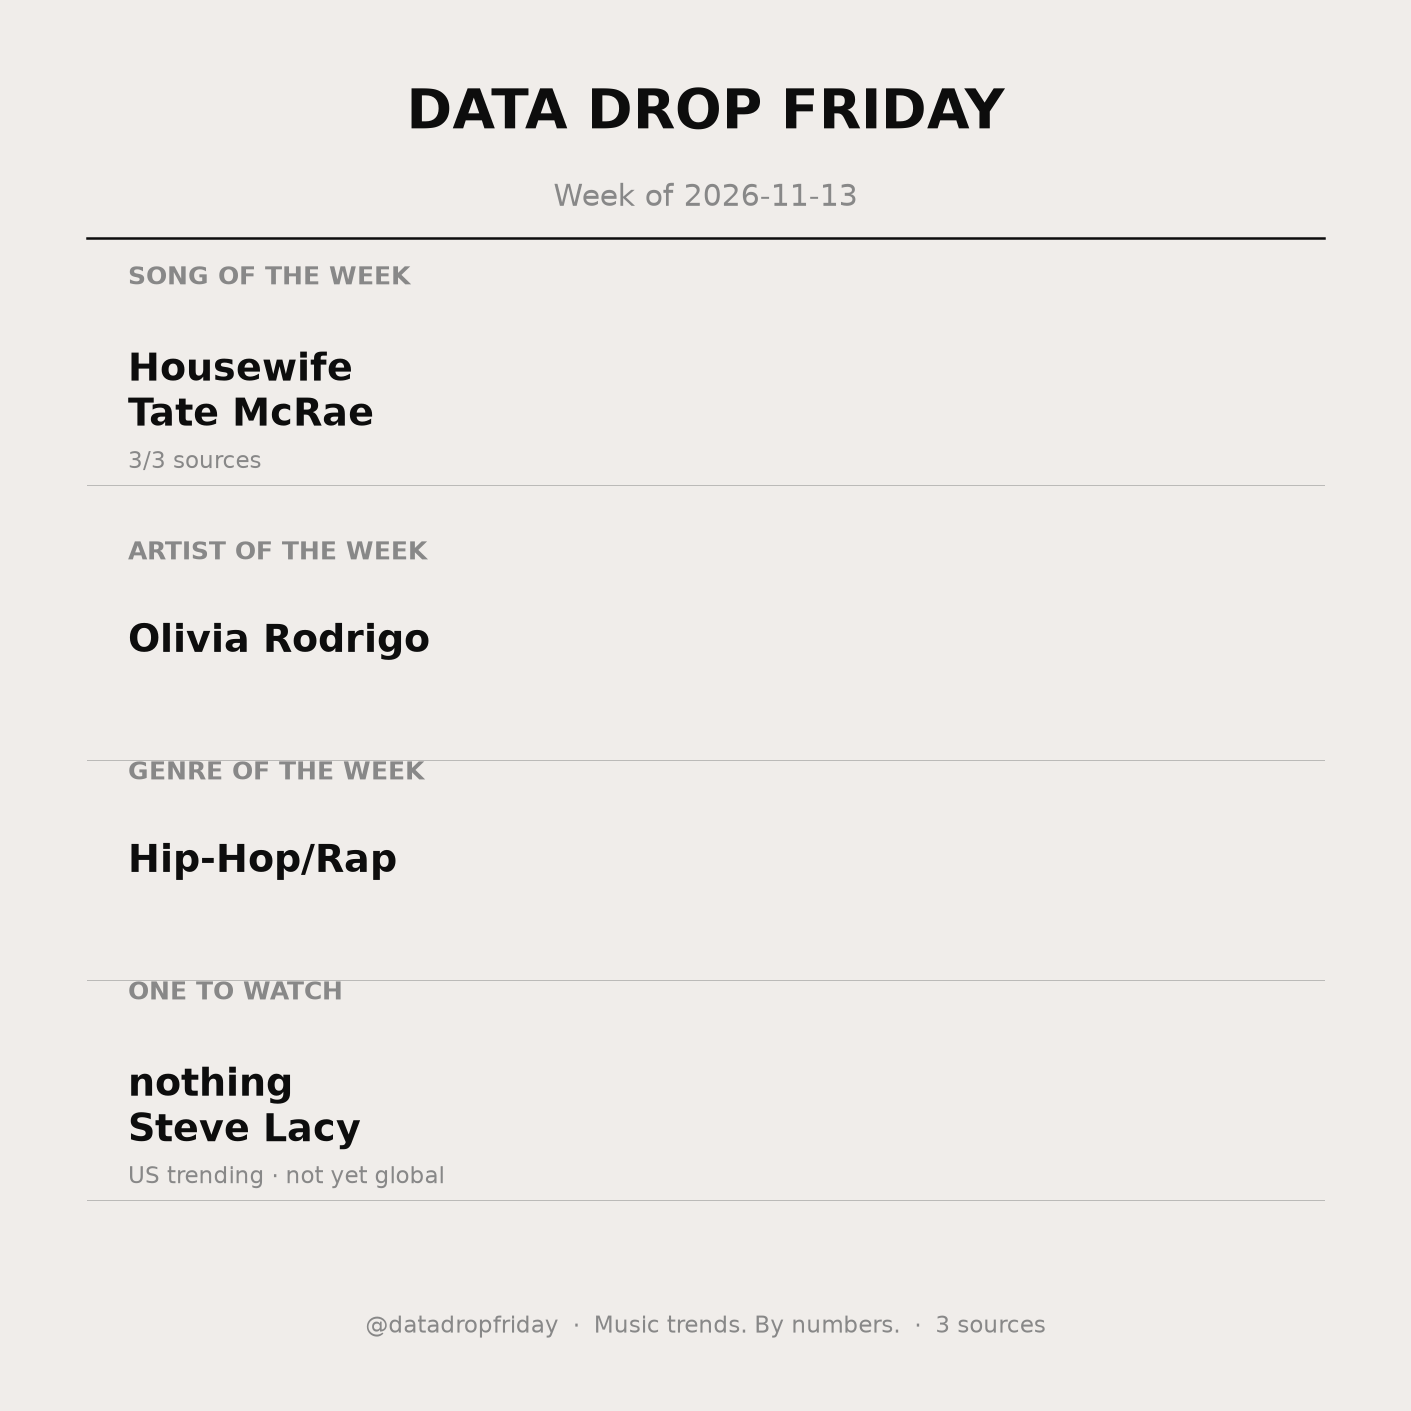 DATA DROP FRIDAY
Week of 2026-11-13
SONG OF THE WEEK
Housewife
Tate McRae
3/3 sources
ARTIST OF THE WEEK
Olivia Rodrigo
GENRE OF THE WEEK
Hip-Hop/Rap
ONE TO WATCH
nothing
Steve Lacy
US trending · not yet global
@datadropfriday · Music trends. By numbers. · 3 sources